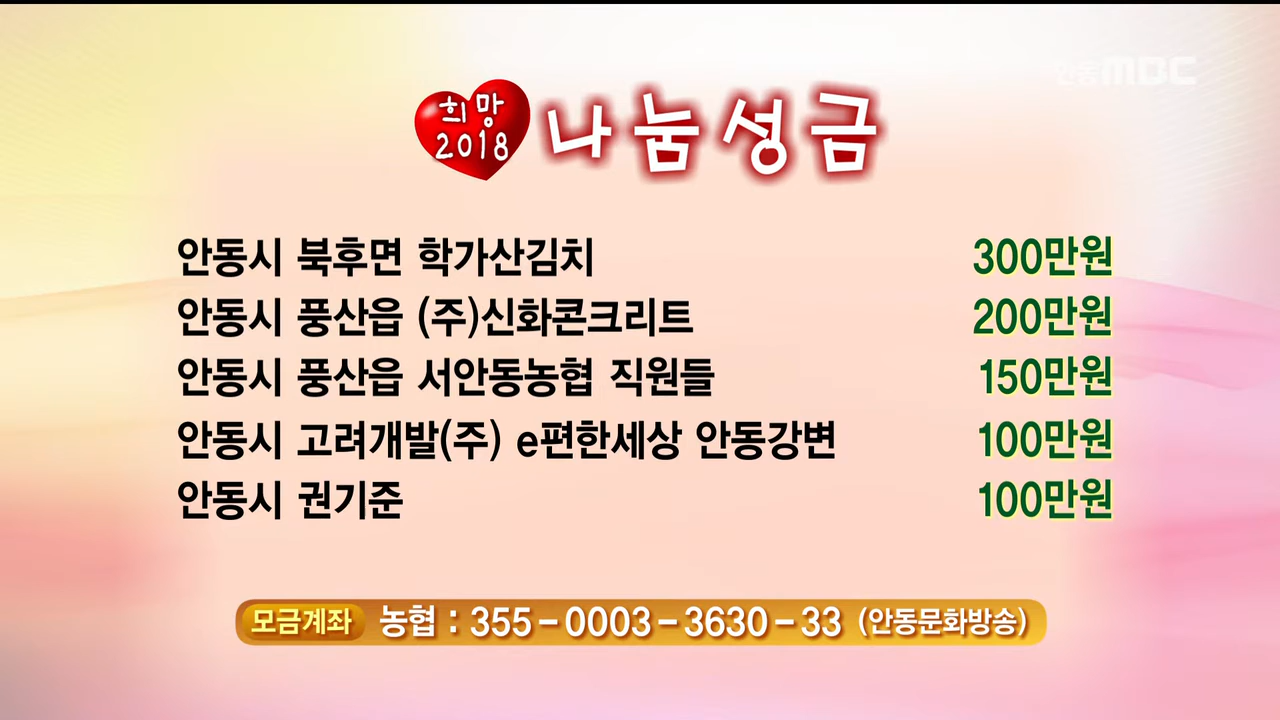 안동MBC
희망 2018 나눔성금
안동시 북후면 학가산김치 300만원
안동시 풍산읍 (주)신화콘크리트 200만원
안동시 풍산읍 서안동농협 직원들 150만원
안동시 고려개발(주) e편한세상 안동강변 100만원
안동시 권기준 100만원
모금계좌 농협 : 355-0003-3630-33 (안동문화방송)